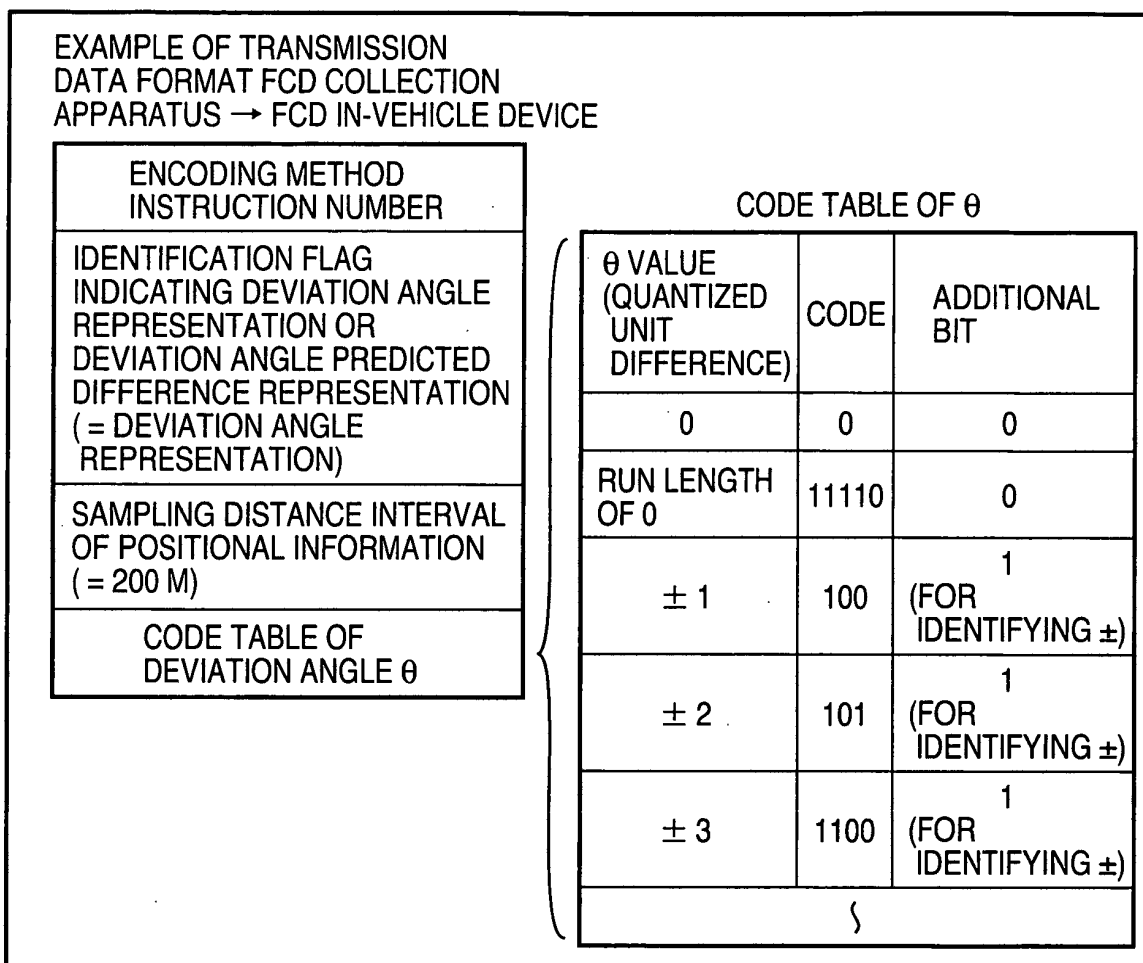 EXAMPLE OF TRANSMISSION
DATA FORMAT FCD COLLECTION
APPARATUS → FCD IN-VEHICLE DEVICE
ENCODING METHOD
INSTRUCTION NUMBER
IDENTIFICATION FLAG
INDICATING DEVIATION ANGLE
REPRESENTATION OR
DEVIATION ANGLE PREDICTED
DIFFERENCE REPRESENTATION
( = DEVIATION ANGLE
REPRESENTATION)
SAMPLING DISTANCE INTERVAL
OF POSITIONAL INFORMATION
( = 200 M)
CODE TABLE OF
DEVIATION ANGLE θ
CODE TABLE OF θ
θ VALUE
(QUANTIZED
UNIT
DIFFERENCE)
CODE
ADDITIONAL
BIT
0
0
0
RUN LENGTH
OF 0
11110
0
± 1
100
1
(FOR
IDENTIFYING ±)
± 2
101
1
(FOR
IDENTIFYING ±)
± 3
1100
1
(FOR
IDENTIFYING ±)